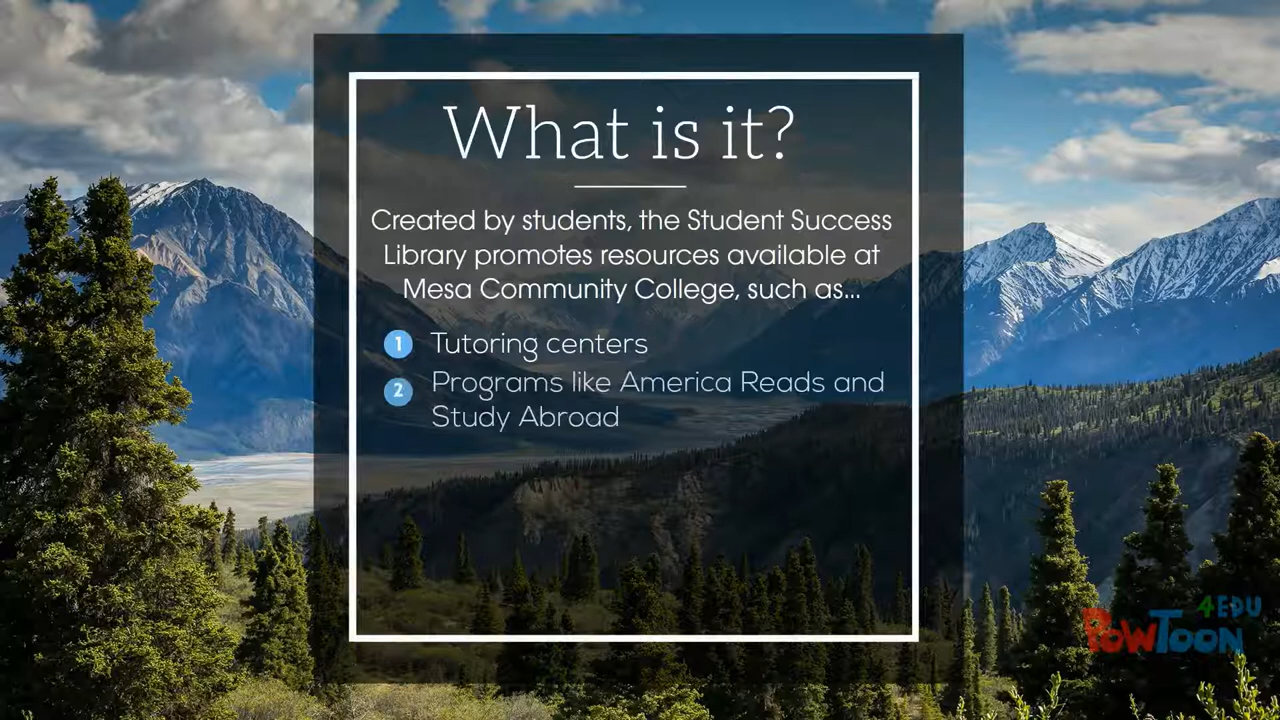 What is it?
Created by students, the Student Success
Library promotes resources available at
Mesa Community College, such as...
1 Tutoring centers
2 Programs like America Reads and
Study Abroad
POWTOON 4EDU